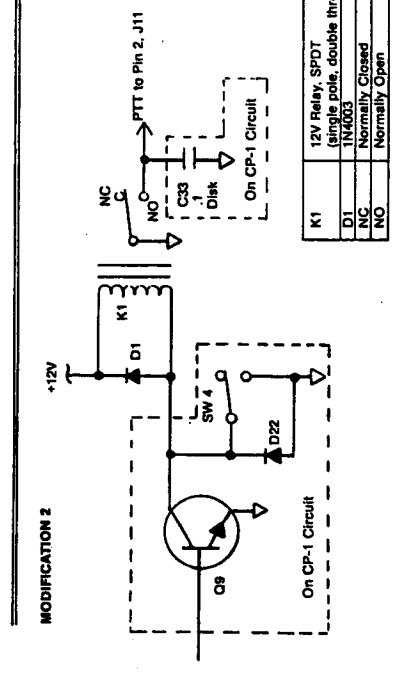 MODIFICATION 2
+12V
D1
K1
NC
C
NO
PTT to Pin 2, J11
C33
.1
Disk
On CP-1 Circuit
SW 4
D22
Q9
On CP-1 Circuit
K1 12V Relay, SPDT
(single pole, double
D1 1N4003
NC Normally Closed
NO Normally Open